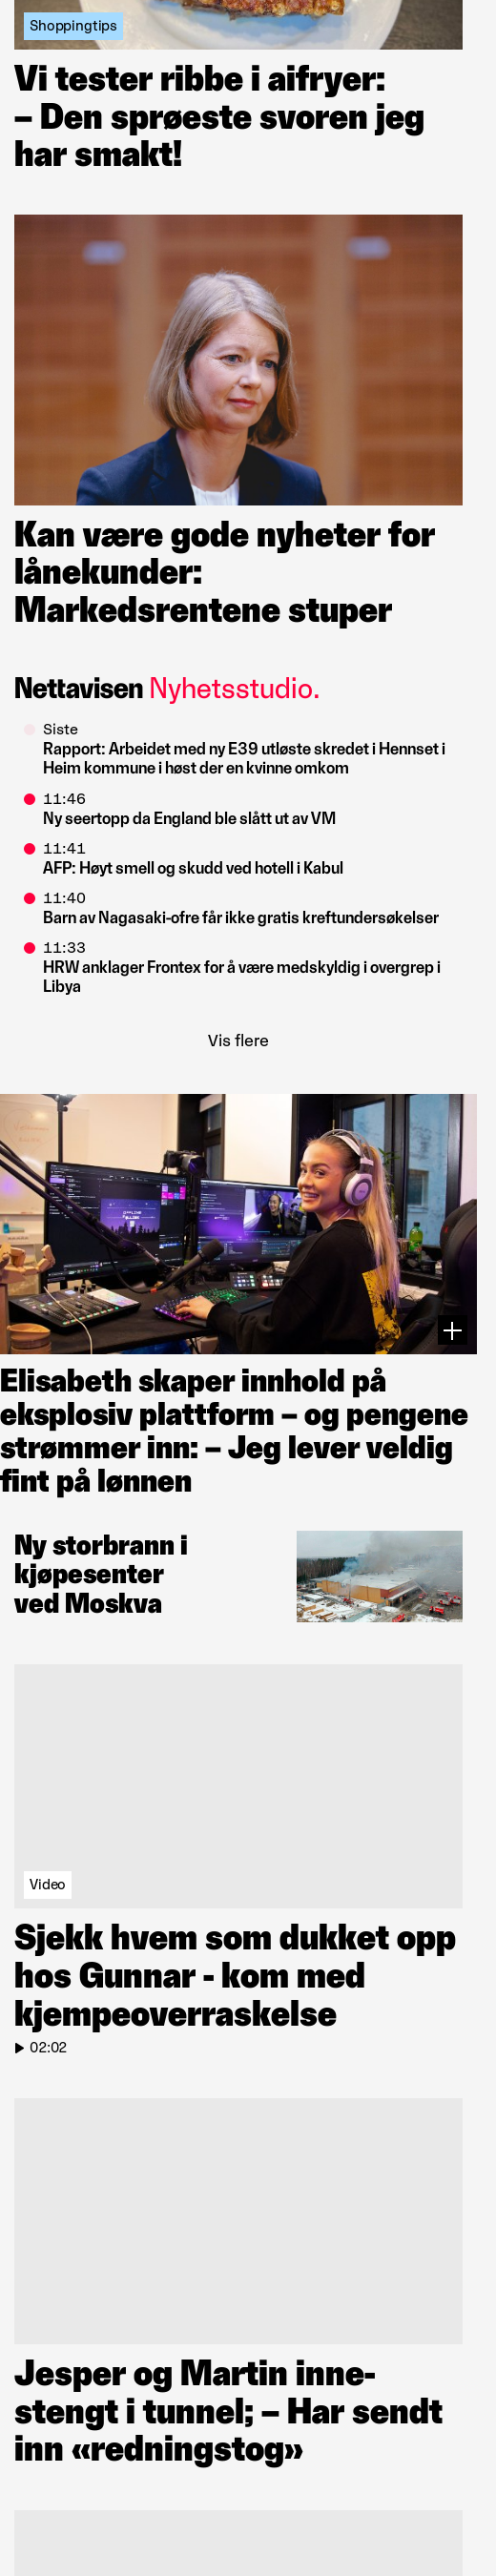 Shoppingtips
Vi tester ribbe i aifryer:
– Den sprøeste svoren jeg
har smakt!
Kan være gode nyheter for
lånekunder:
Markedsrentene stuper
Nettavisen Nyhetsstudio.
Siste
Rapport: Arbeidet med ny E39 utløste skredet i Hennset i
Heim kommune i høst der en kvinne omkom
11:46
Ny seertopp da England ble slått ut av VM
11:41
AFP: Høyt smell og skudd ved hotell i Kabul
11:40
Barn av Nagasaki-ofre får ikke gratis kreftundersøkelser
11:33
HRW anklager Frontex for å være medskyldig i overgrep i
Libya
Vis flere
Elisabeth skaper innhold på
eksplosiv plattform – og pengene
strømmer inn: – Jeg lever veldig
fint på lønnen
Ny storbrann i
kjøpesenter
ved Moskva
Video
Sjekk hvem som dukket opp
hos Gunnar - kom med
kjempeoverraskelse
02:02
Jesper og Martin inne-
stengt i tunnel; – Har sendt
inn «redningstog»